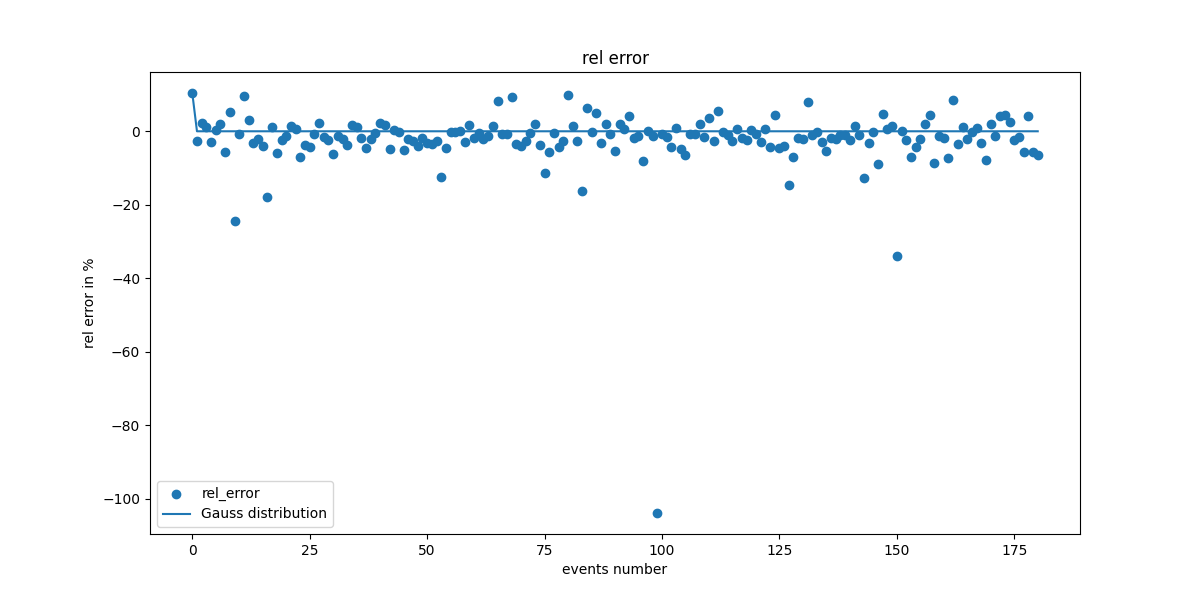 rel error
0
−20
−40
−60
−80
−100
rel error in %
rel_error
Gauss distribution
0 25 50 75 100 125 150 175
events number